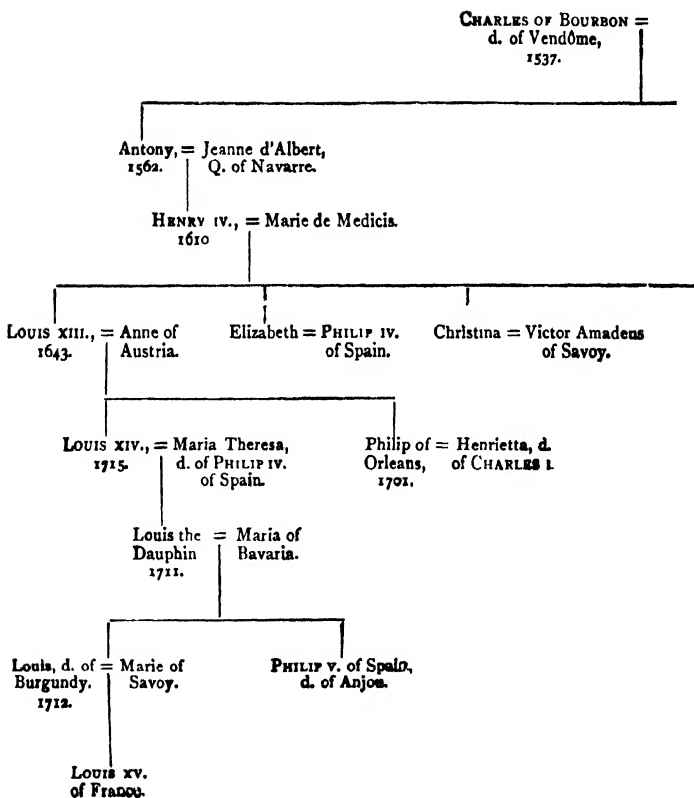 CHARLES OF BOURBON =
d. of Vendôme,
1537.
Antony, = Jeanne d'Albert,
1562. Q. of Navarre.
HENRY IV., = Marie de Medicis.
1610
LOUIS XIII., = Anne of Elizabeth = PHILIP IV. Christina = Victor Amadeus
1643. Austria. of Spain. of Savoy.
LOUIS XIV., = Maria Theresa, Philip of = Henrietta, d.
1715. d. of PHILIP IV. Orleans, of CHARLES I.
of Spain. 1701.
Louis the = Maria of
Dauphin Bavaria.
1711.
Louis, d. of = Marie of PHILIP V. of Spain,
Burgundy. Savoy. d. of Anjou.
1712.
LOUIS XV.
of France.